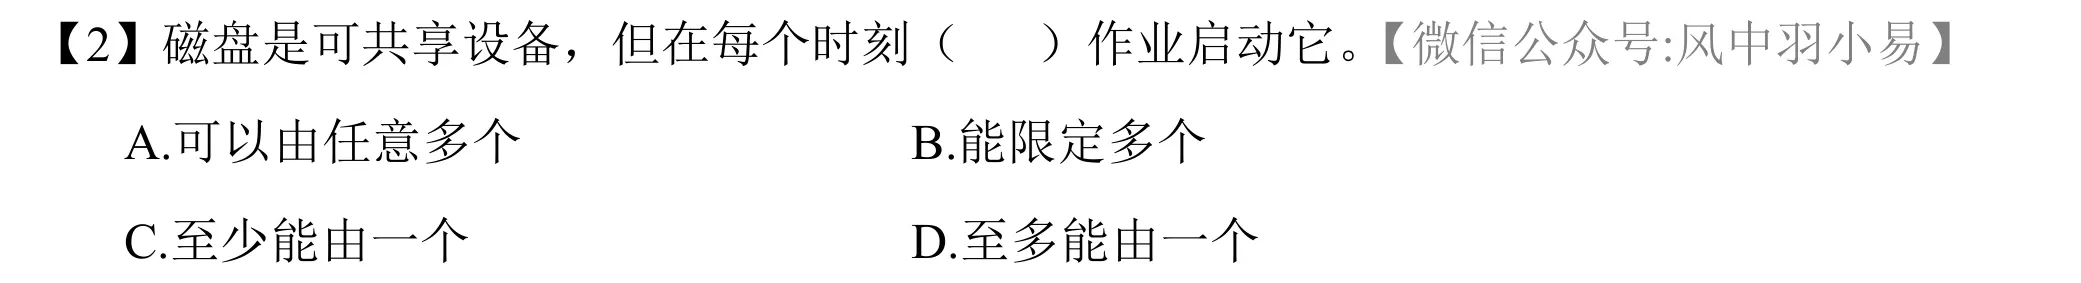 【2】磁盘是可共享设备，但在每个时刻（　　）作业启动它。【微信公众号:风中羽小易】
A.可以由任意多个　　B.能限定多个
C.至少能由一个　　D.至多能由一个